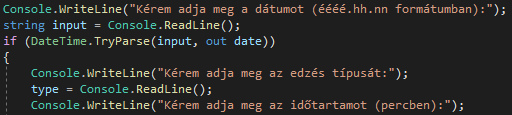 Console.WriteLine("Kérem adja meg a dátumot (éééé.hh.nn formátumban):");
string input = Console.ReadLine();
if (DateTime.TryParse(input, out date))
{
Console.WriteLine("Kérem adja meg az edzés típusát:");
type = Console.ReadLine();
Console.WriteLine("Kérem adja meg az időtartamot (percben):");